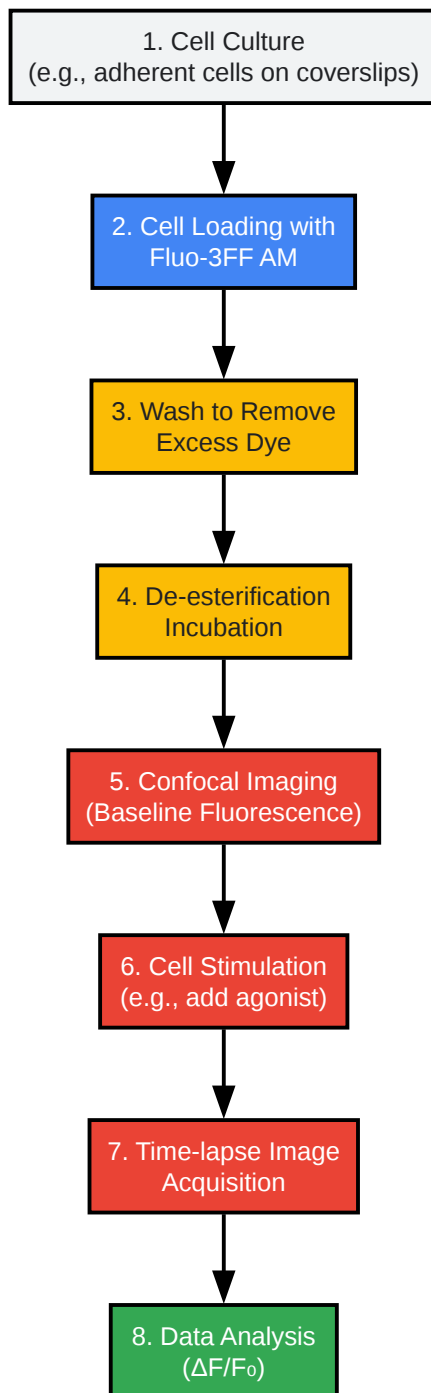 1. Cell Culture
(e.g., adherent cells on coverslips)
2. Cell Loading with
Fluo-3FF AM
3. Wash to Remove
Excess Dye
4. De-esterification
Incubation
5. Confocal Imaging
(Baseline Fluorescence)
6. Cell Stimulation
(e.g., add agonist)
7. Time-lapse Image
Acquisition
8. Data Analysis
(ΔF/F₀)